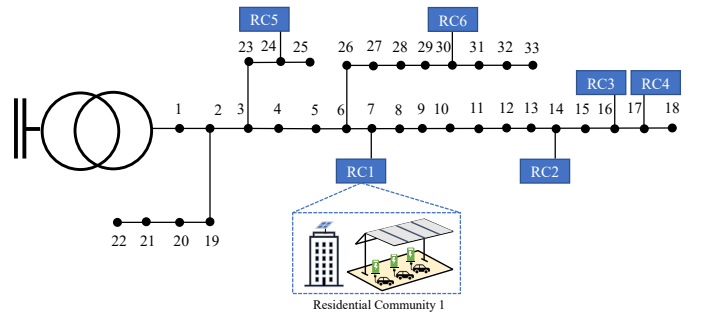 RC5 RC6
23 24 25 26 27 28 29 30 31 32 33
RC3 RC4
1 2 3 4 5 6 7 8 9 10 11 12 13 14 15 16 17 18
RC1 RC2
22 21 20 19
Residential Community 1